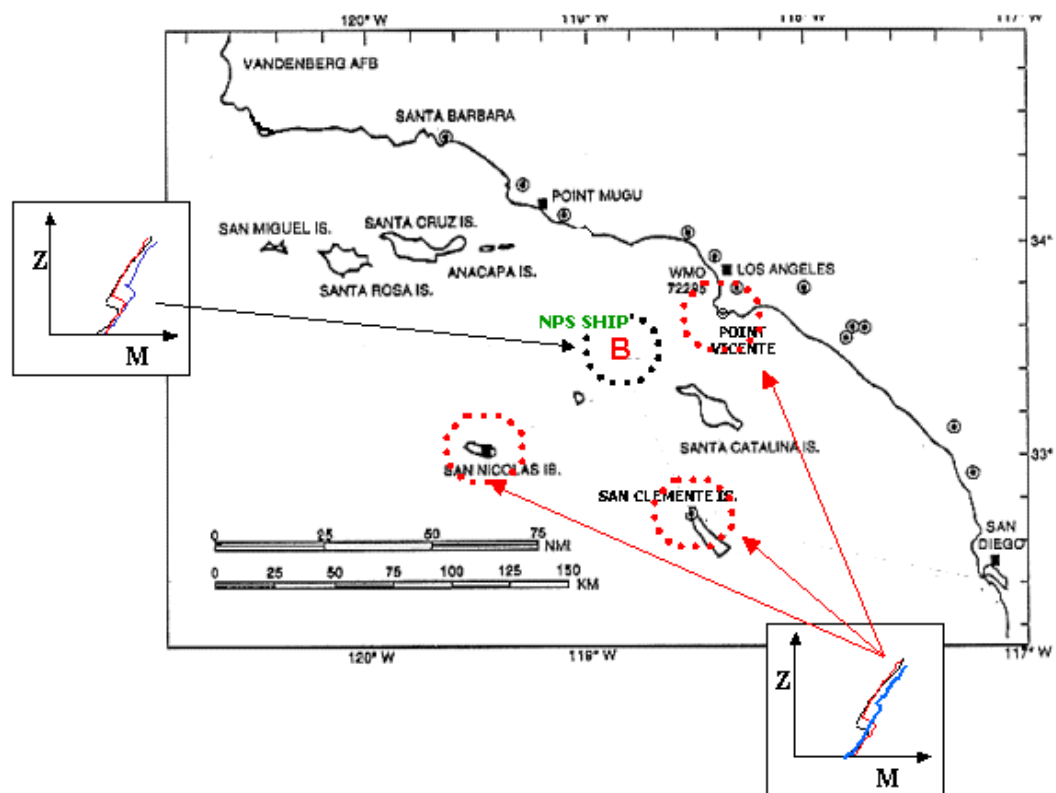 120° W
119° W
118° W
117° W
VANDENBERG AFB
SANTA BARBARA
POINT MUGU
SAN MIGUEL IS.
SANTA CRUZ IS.
ANACAPA IS.
SANTA ROSA IS.
34°
WMO
72295
LOS ANGELES
NPS SHIP
B
POINT
VICENTE
Z
M
SANTA CATALINA IS.
33°
SAN NICOLAS IS.
SAN CLEMENTE IS.
SAN
DIEGO
0 25 50 75
NMI
0 25 50 75 100 125 150
KM
120° W
119° W
117° W
Z
M